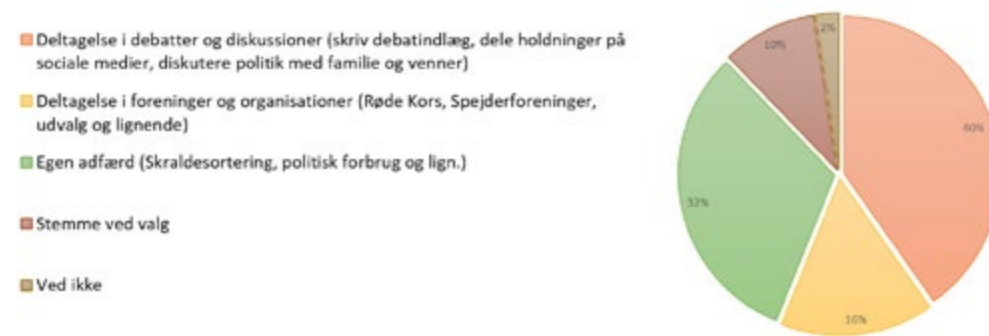 Deltagelse i debatter og diskussioner (skriv debatindlæg, dele holdninger på
sociale medier, diskutere politik med familie og venner)
Deltagelse i foreninger og organisationer (Røde Kors, Spejderforeninger,
udvalg og lignende)
Egen adfærd (Skraldesortering, politisk forbrug og lign.)
Stemme ved valg
Ved ikke
2%
10%
40%
32%
16%